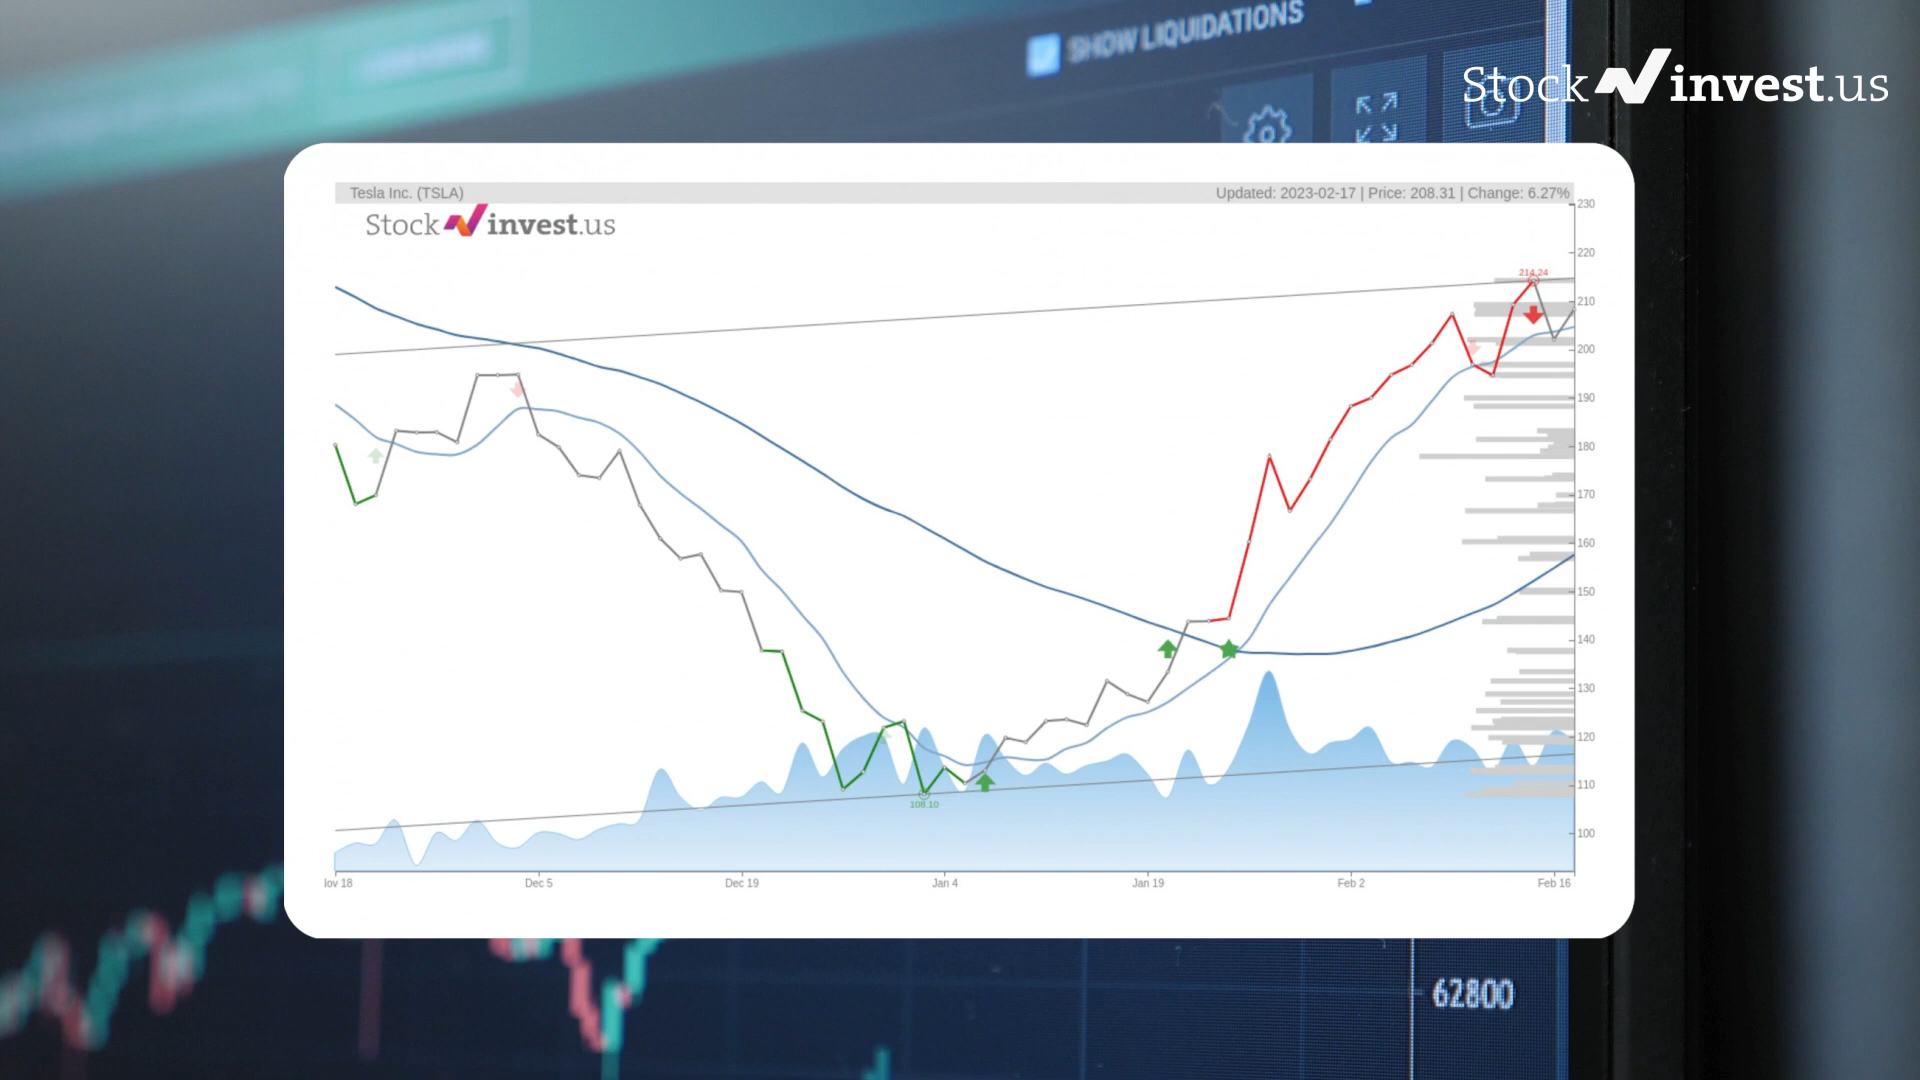 SHOW LIQUIDATIONS
Stock invest.us
Tesla Inc. (TSLA)
Updated: 2023-02-17 | Price: 208.31 | Change: 6.27%
Stock invest.us
230
220
214.24
210
200
190
180
170
160
150
140
130
120
110
108.10
100
lov 18
Dec 5
Dec 19
Jan 4
Jan 19
Feb 2
Feb 16
62800